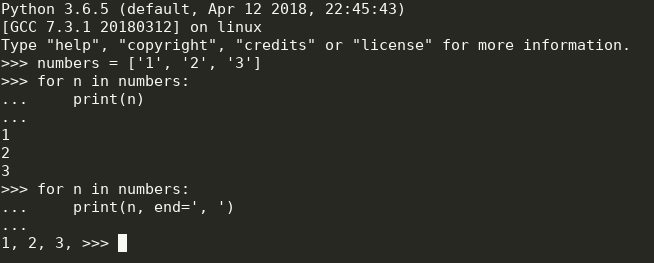 Python 3.6.5 (default, Apr 12 2018, 22:45:43)
[GCC 7.3.1 20180312] on linux
Type "help", "copyright", "credits" or "license" for more information.
>>> numbers = ['1', '2', '3']
>>> for n in numbers:
...     print(n)
...
1
2
3
>>> for n in numbers:
...     print(n, end=', ')
...
1, 2, 3, >>>